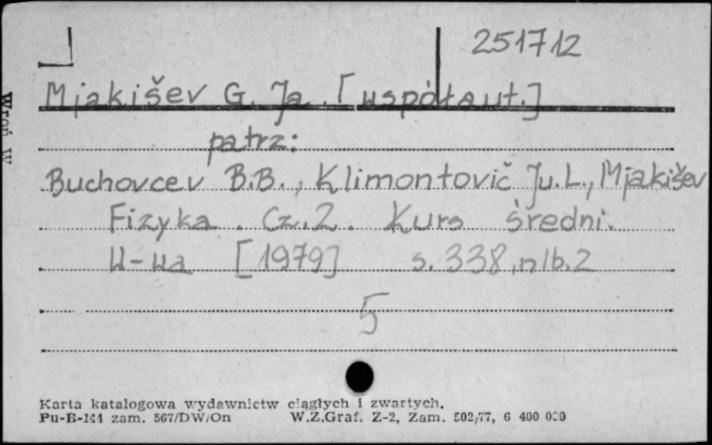 251712
Mjakišev G. Ja. [współaut.]
patrz:
Buchovcev B.B., Klimontovič Ju.L., Mjakišev
Fizyka. Cz.2. Kurs średni.
W-wa [1979] s. 338, nlb. 2
5
Karta katalogowa wydawnictw ciągłych i zwartych.
Pu-B-141 zam. 567/DW/On W.Z.Graf. Z-2, Zam. 502/77, 6 400 000